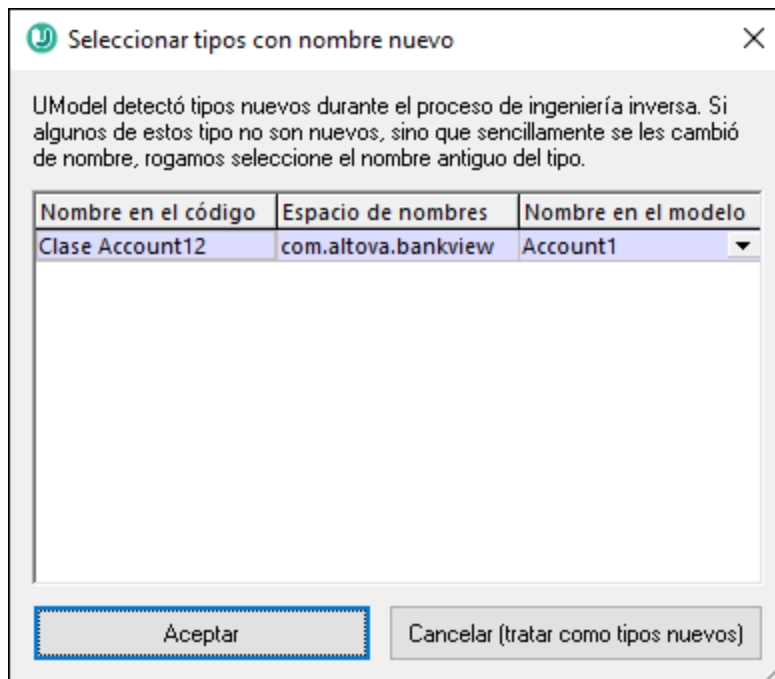 Seleccionar tipos con nombre nuevo
UModel detectó tipos nuevos durante el proceso de ingeniería inversa. Si
algunos de estos tipo no son nuevos, sino que sencillamente se les cambió
de nombre, rogamos seleccione el nombre antiguo del tipo.
Nombre en el código Espacio de nombres Nombre en el modelo
Clase Account12 com.altova.bankview Account1
Aceptar Cancelar (tratar como tipos nuevos)